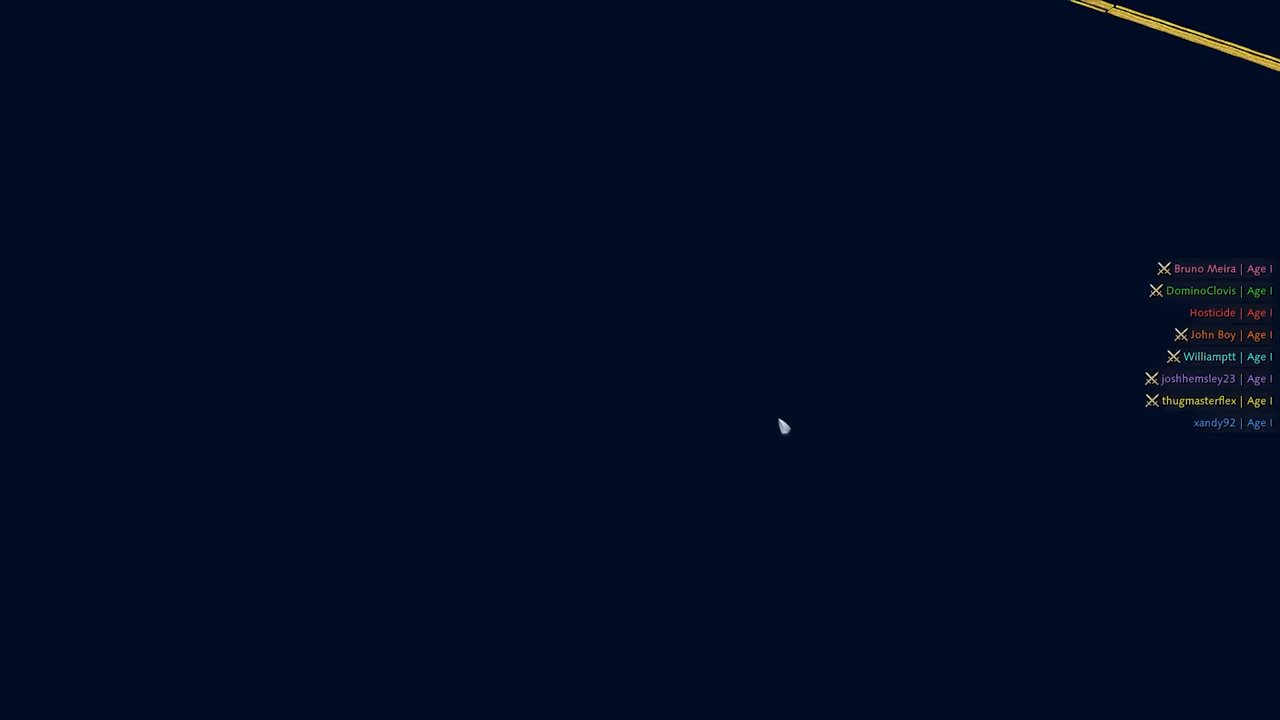 Bruno Meira | Age I
DominoClovis | Age I
Hosticide | Age I
John Boy | Age I
Williamptt | Age I
joshhemsley23 | Age I
thugmasterflex | Age I
xandy92 | Age I